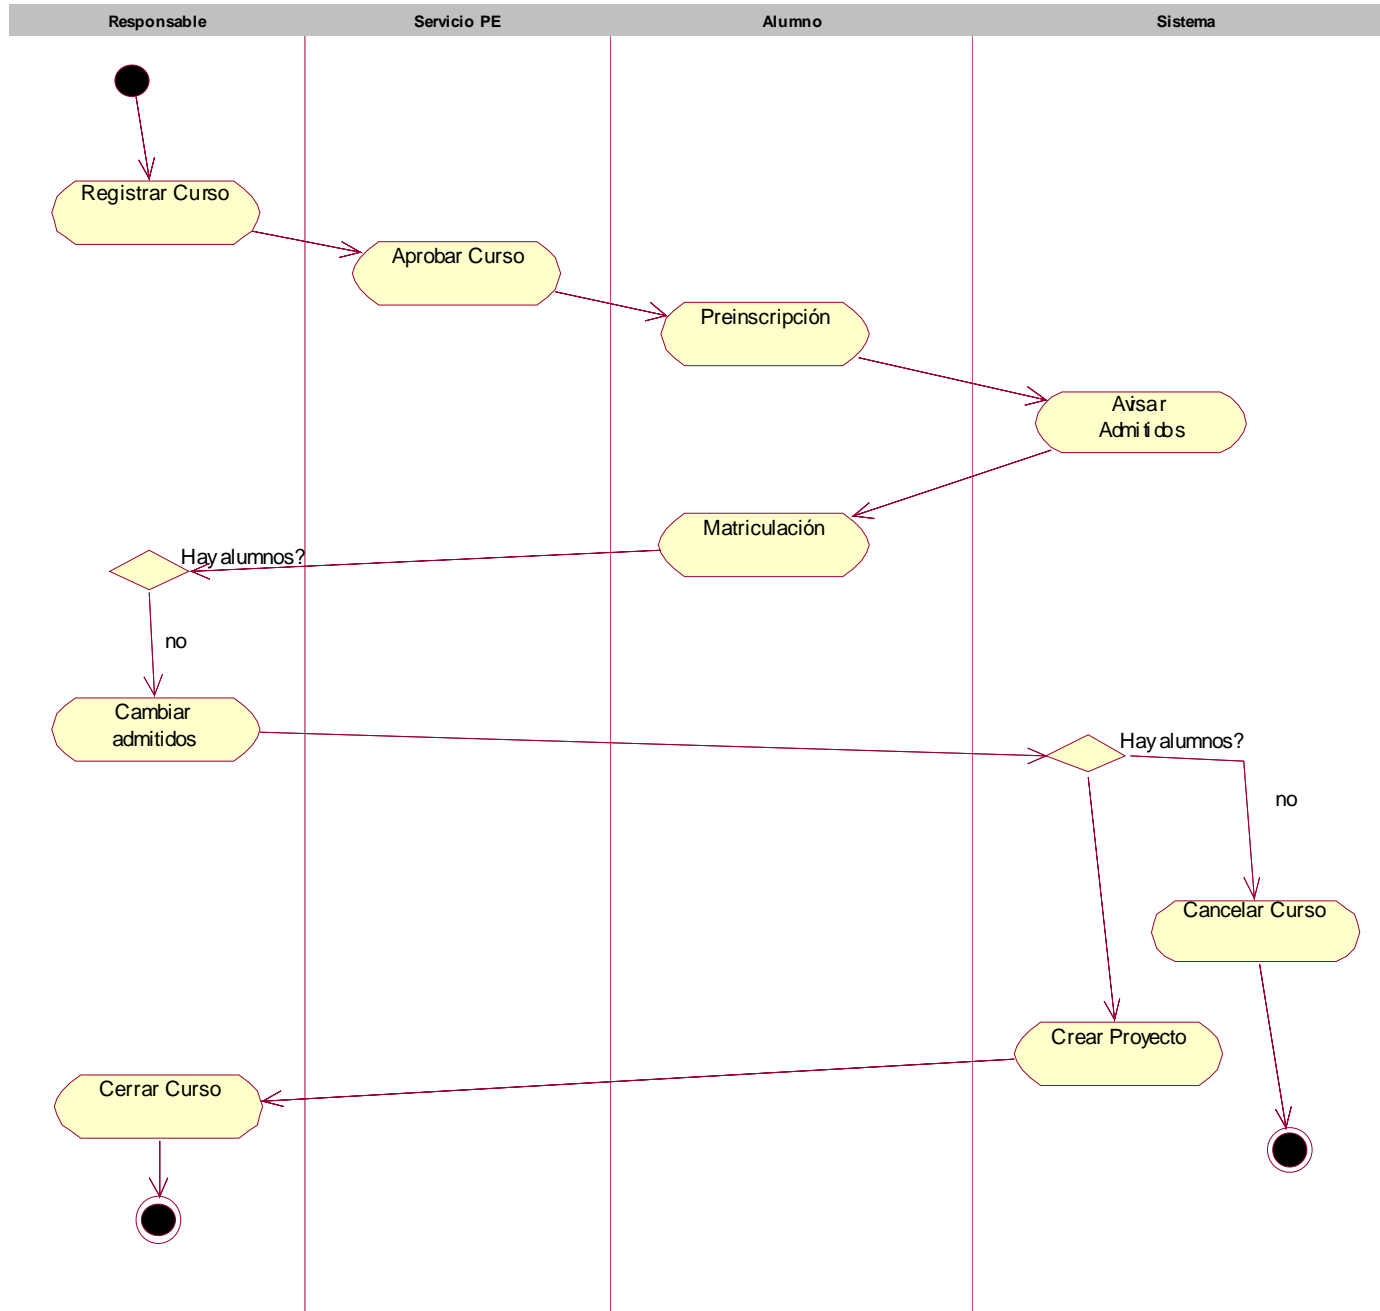 Responsable
Servicio PE
Alumno
Sistema
Registrar Curso
Aprobar Curso
Preinscripción
Avisar
Admitidos
Matriculación
Hay alumnos?
no
Cambiar
admitidos
Hay alumnos?
no
Cancelar Curso
Crear Proyecto
Cerrar Curso